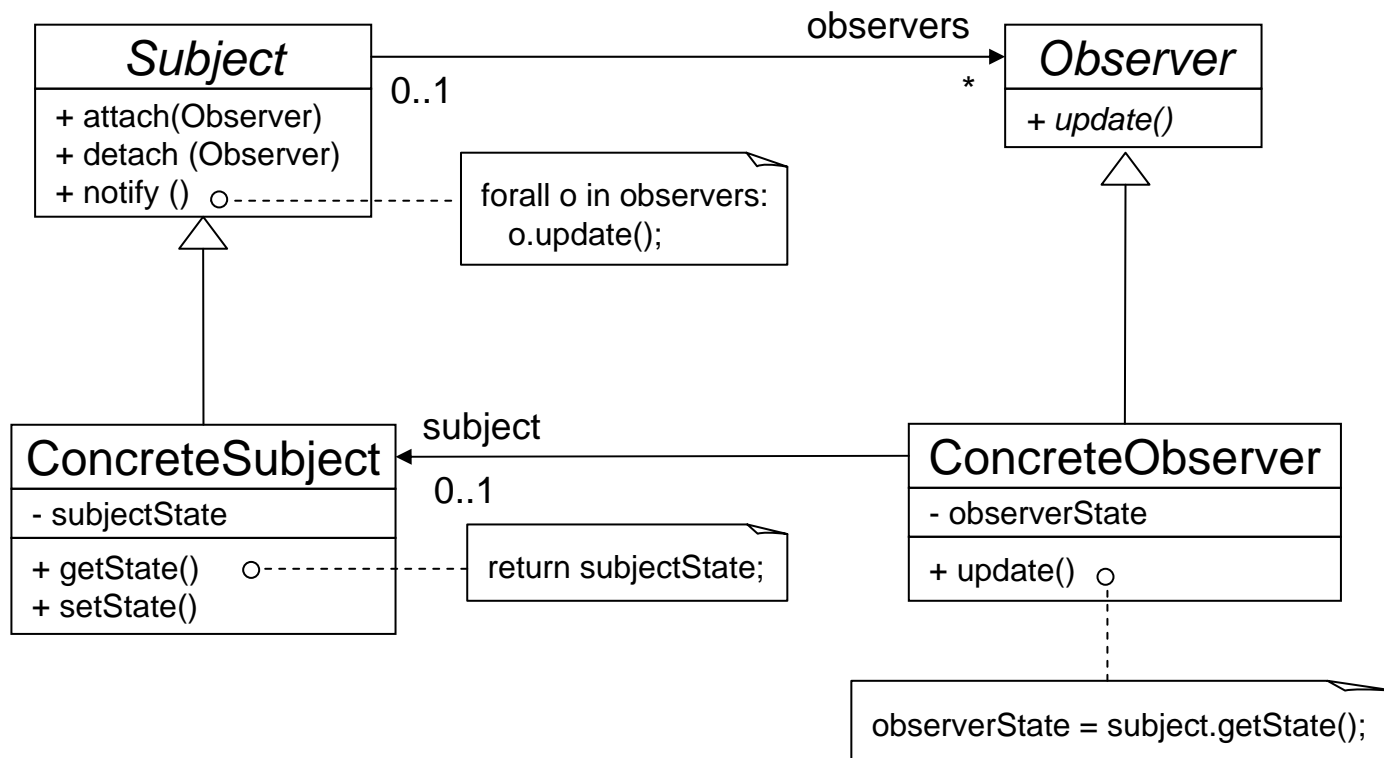 observers
Subject
Observer
0..1
*
+ attach(Observer)
+ detach (Observer)
+ notify ()
+ update()
forall o in observers:
o.update();
subject
ConcreteSubject
ConcreteObserver
0..1
- subjectState
- observerState
+ getState()
+ setState()
return subjectState;
+ update()
observerState = subject.getState();